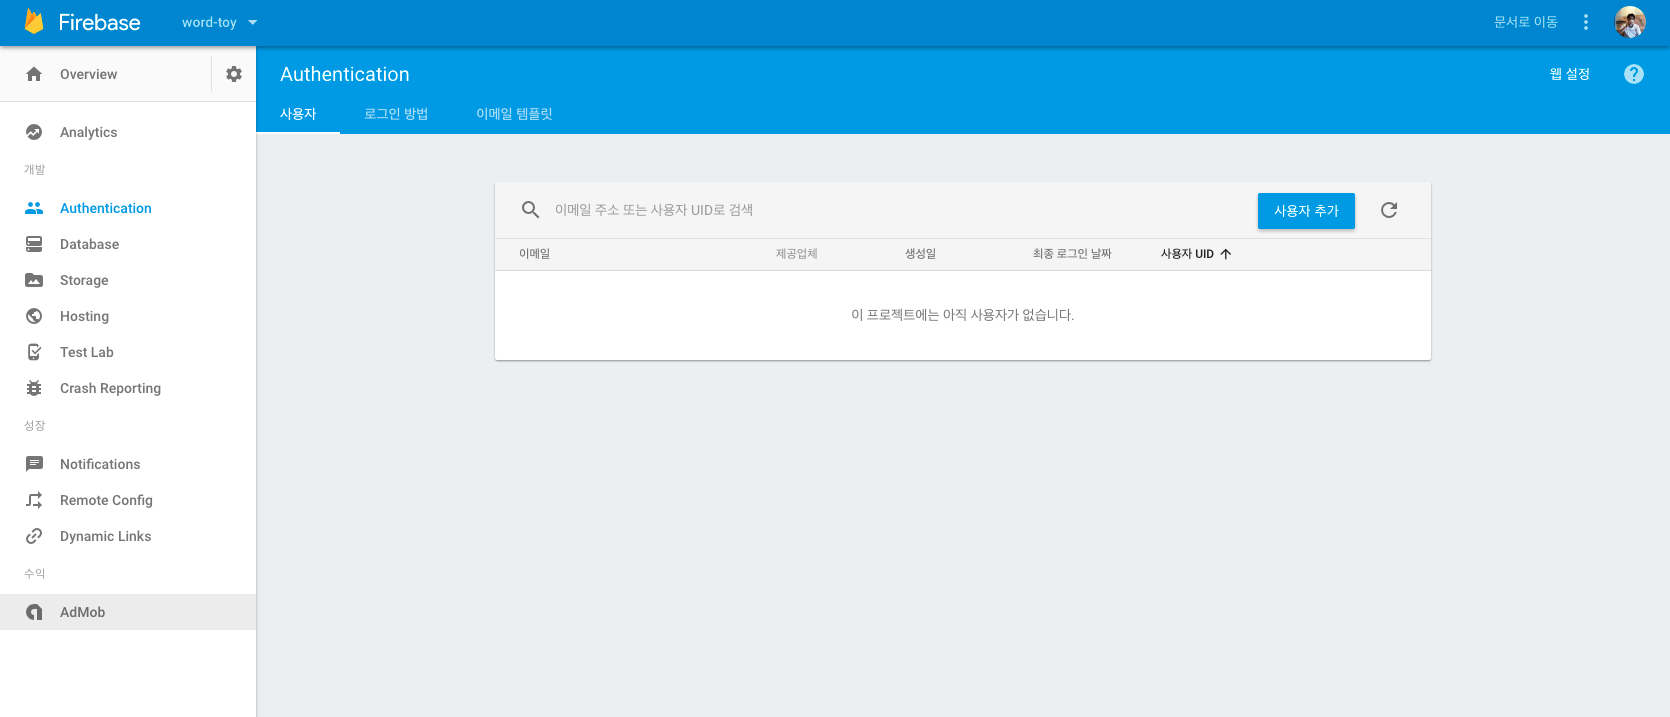 Firebase
word-toy
문서로 이동
Overview
Analytics
개발
Authentication
Database
Storage
Hosting
Test Lab
Crash Reporting
성장
Notifications
Remote Config
Dynamic Links
수익
AdMob
Authentication
웹 설정
사용자 로그인 방법 이메일 템플릿
이메일 주소 또는 사용자 UID로 검색
사용자 추가
이메일 제공업체 생성일 최종 로그인 날짜 사용자 UID
이 프로젝트에는 아직 사용자가 없습니다.